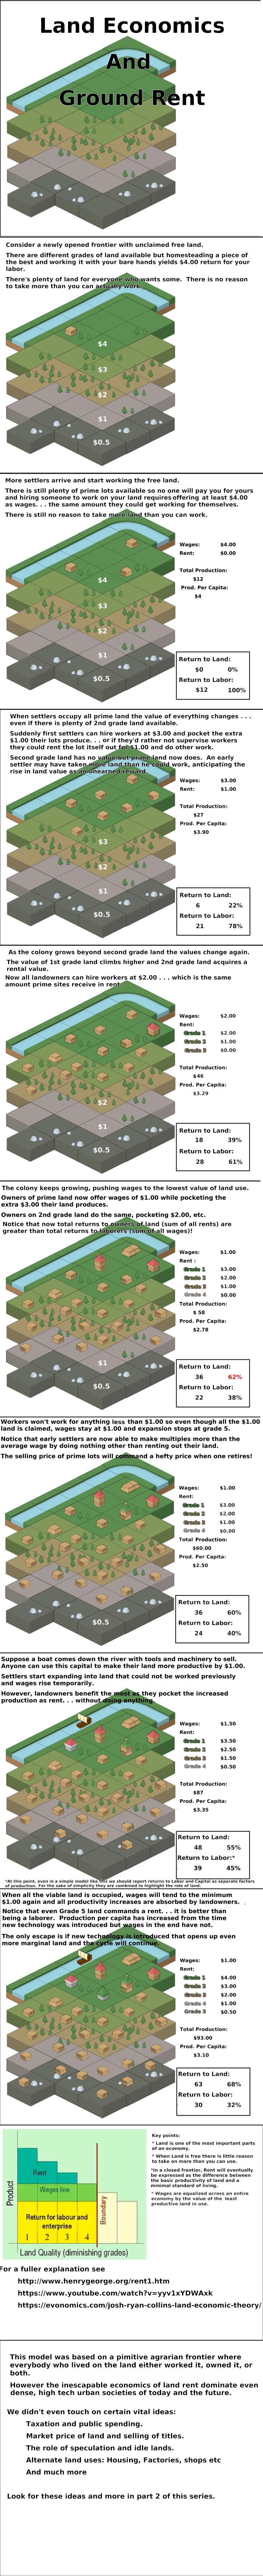 Land Economics
And
Ground Rent
Consider a newly opened frontier with unclaimed free land.
There are different grades of land available but homesteading a piece of
the best and working it with your bare hands yields $4.00 return for your
labor.
There's plenty of land for everyone who wants some. There is no reason
to take more than you can actually work.
$4
$3
$2
$1
$0.5
More settlers arrive and start working the free land.
There is still plenty of prime lots available so no one will pay you for yours
and hiring someone to work on your land requires offering at least $4.00
as wages. . . the same amount they could get working for themselves.
There is still no reason to take more land than you can work.
Wages: $4.00
Rent: $0.00
Total Production:
$12
Prod. Per Capita:
$4
$4
$3
$2
$1
$0.5
Return to Land:
$0 0%
Return to Labor:
$12 100%
When settlers occupy all prime land the value of everything changes . . .
even if there is plenty of 2nd grade land available.
Suddenly first settlers can hire workers at $3.00 and pocket the extra
$1.00 their lots produce. . . or if they'd rather not supervise workers
they could rent the lot itself out for $1.00 and do other work.
Second grade land has no value but prime land now does. An early
settler may have taken more land than he could work, anticipating the
rise in land value as an unearned reward.
Wages: $3.00
Rent: $1.00
Total Production:
$27
Prod. Per Capita:
$3.90
$3
$2
$1
$0.5
Return to Land:
6 22%
Return to Labor:
21 78%
As the colony grows beyond second grade land the values change again.
The value of 1st grade land climbs higher and 2nd grade land acquires a
rental value.
Now all landowners can hire workers at $2.00 . . . which is the same
amount prime sites receive in rent.
Wages: $2.00
Rent:
Grade 1 $2.00
Grade 2 $1.00
Grade 3 $0.00
Total Production:
$46
Prod. Per Capita:
$3.29
$2
$1
$0.5
Return to Land:
18 39%
Return to Labor:
28 61%
The colony keeps growing, pushing wages to the lowest value of land use.
Owners of prime land now offer wages of $1.00 while pocketing the
extra $3.00 their land produces.
Owners on 2nd grade land do the same, pocketing $2.00, etc.
Notice that now total returns to owners of land (sum of all rents) are
greater than total returns to laborers (sum of all wages)!
Wages: $1.00
Rent :
Grade 1 $3.00
Grade 2 $2.00
Grade 3 $1.00
Grade 4 $0.00
Total Production:
$ 58
Prod. Per Capita:
$2.78
$1
$0.5
Return to Land:
36 62%
Return to Labor:
22 38%
Workers won't work for anything less than $1.00 so even though all the $1.00
land is claimed, wages stay at $1.00 and expansion stops at grade 5.
Notice that early settlers are now able to make multiples more than the
average wage by doing nothing other than renting out their land.
The selling price of prime lots will command a hefty price when one retires!
Wages: $1.00
Rent:
Grade 1 $3.00
Grade 2 $2.00
Grade 3 $1.00
Grade 4 $0.00
Total Production:
$60.00
Prod. Per Capita:
$2.50
$0.5
Return to Land:
36 60%
Return to Labor:
24 40%
Suppose a boat comes down the river with tools and machinery to sell.
Anyone can use this capital to make their land more productive by $1.00.
Settlers start expanding into land that could not be worked previously
and wages rise temporarily.
However, landowners benefit the most as they pocket the increased
production as rent. . . without doing anything.
Wages: $1.50
Rent:
Grade 1 $3.50
Grade 2 $2.50
Grade 3 $1.50
Grade 4 $0.50
Total Production:
$87
Prod. Per Capita:
$3.35
Return to Land:
48 55%
Return to Labor:*
39 45%
*At this point, even in a simple model like this we should report returns to Labor and Capital as separate factors
of production. For the sake of simplicity they are combined to highlight the role of land.
When all the viable land is occupied, wages will tend to the minimum
$1.00 again and all productivity increases are absorbed by landowners. .
Notice that even Grade 5 land commands a rent. . . it is better than
being a laborer. Production per capita has increased from the time
new technology was introduced but wages the end have not.
The only escape is if new technology is introduced that opens up even
more marginal land and the cycle will continue.
Wages: $1.00
Rent:
Grade 1 $4.00
Grade 2 $3.00
Grade 3 $2.00
Grade 4 $1.00
Grade 5 $0.50
Total Production:
$93.00
Prod. Per Capita:
$3.10
Return to Land:
63 68%
Return to Labor:
30 32%
Product
Rent
Wages line
Return for labour and
enterprise
1 2 3 4
Boundary
Land Quality (diminishing grades)
Key points:
* Land is one of the most important parts
of an economy.
* When Land is free there is little reason
to take on more than you can use.
*In a closed frontier, Rent will eventually
be expressed as the difference between
the basic productivity of land and a
minimal standard of living.
* Wages are equalized across an entire
economy by the value of the least
productive land in use.
For a fuller explanation see
http://www.henrygeorge.org/rent1.htm
https://www.youtube.com/watch?v=yyv1xYDWAxk
https://evonomics.com/josh-ryan-collins-land-economic-theory/
This model was based on a pimitive agrarian frontier where
everybody who lived on the land either worked it, owned it, or
both.
However the inescapable economics of land rent dominate even
dense, high tech urban societies of today and the future.
We didn't even touch on certain vital ideas:
Taxation and public spending.
Market price of land and selling of titles.
The role of speculation and idle lands.
Alternate land uses: Housing, Factories, shops etc
And much more
Look for these ideas and more in part 2 of this series.